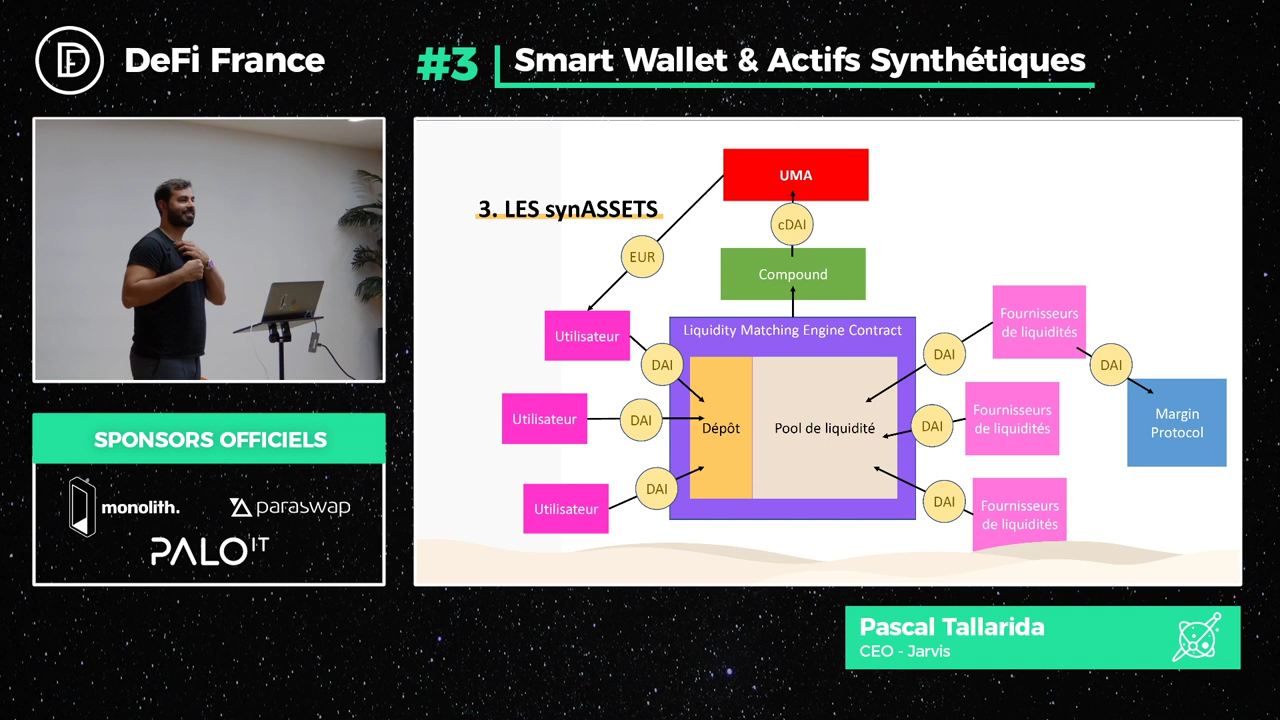 DeFi France
#3
Smart Wallet & Actifs Synthétiques
3. LES synASSETS
UMA
cDAI
EUR
Compound
Utilisateur
DAI
Liquidity Matching Engine Contract
Fournisseurs
de liquidités
DAI
DAI
Utilisateur
DAI
Dépôt
Pool de liquidité
DAI
Fournisseurs
de liquidités
Margin
Protocol
Utilisateur
DAI
DAI
Fournisseurs
de liquidités
SPONSORS OFFICIELS
monolith.
paraswap
PALO IT
Pascal Tallarida
CEO - Jarvis